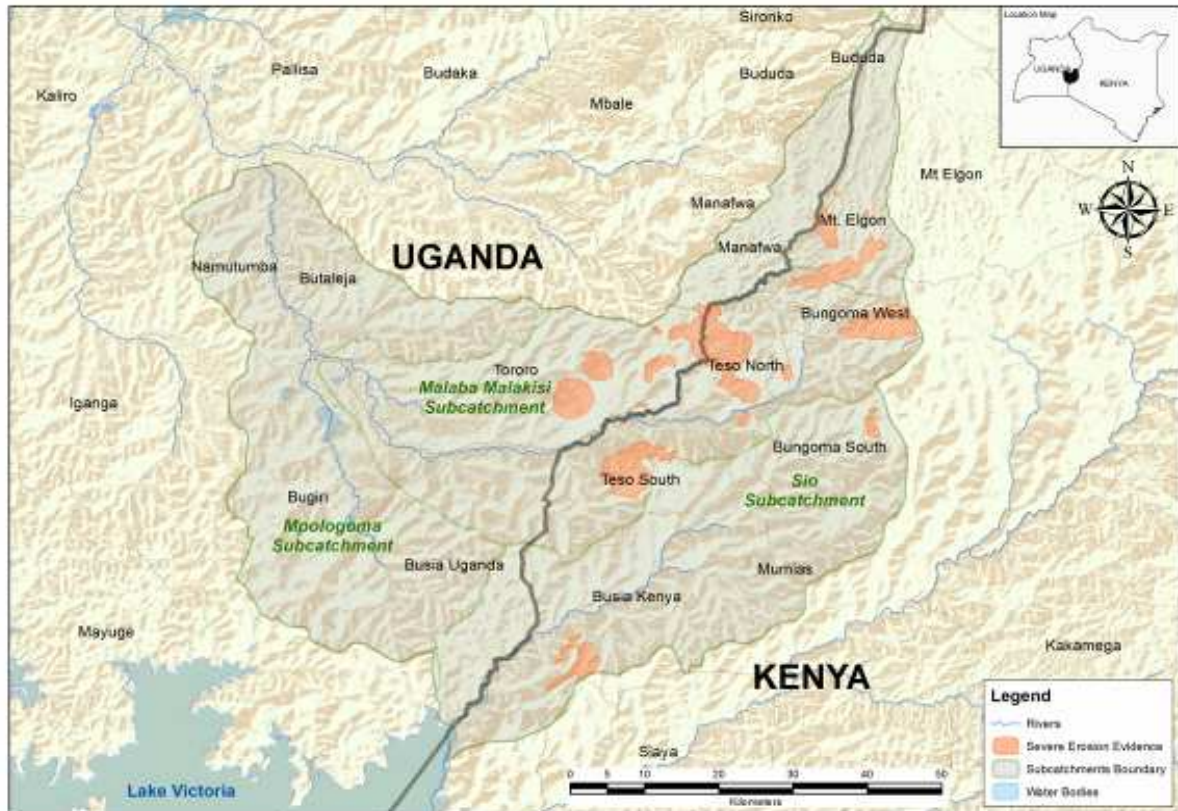 Sironko
Location Map
UGANDA
KENYA
Bududa
Pallisa
Budaka
Bududa
Kaliro
Mbale
Mt Elgon
N
W
E
S
Manafwa
Mt. Elgon
Manafwa
UGANDA
Namutumba
Butaleja
Bungoma West
Tororo
Teso North
Malaba Malakisi
Subcatchment
Iganga
Bungoma South
Teso South
Sio
Subcatchment
Bugiri
Mpologoma
Subcatchment
Busia Uganda
Mumias
Busia Kenya
Mayuge
Kakamega
KENYA
Legend
Rivers
Severe Erosion Evidence
Subcatchments Boundary
Water Bodies
Siaya
0 5 10 20 30 40 50
Kilometers
Lake Victoria